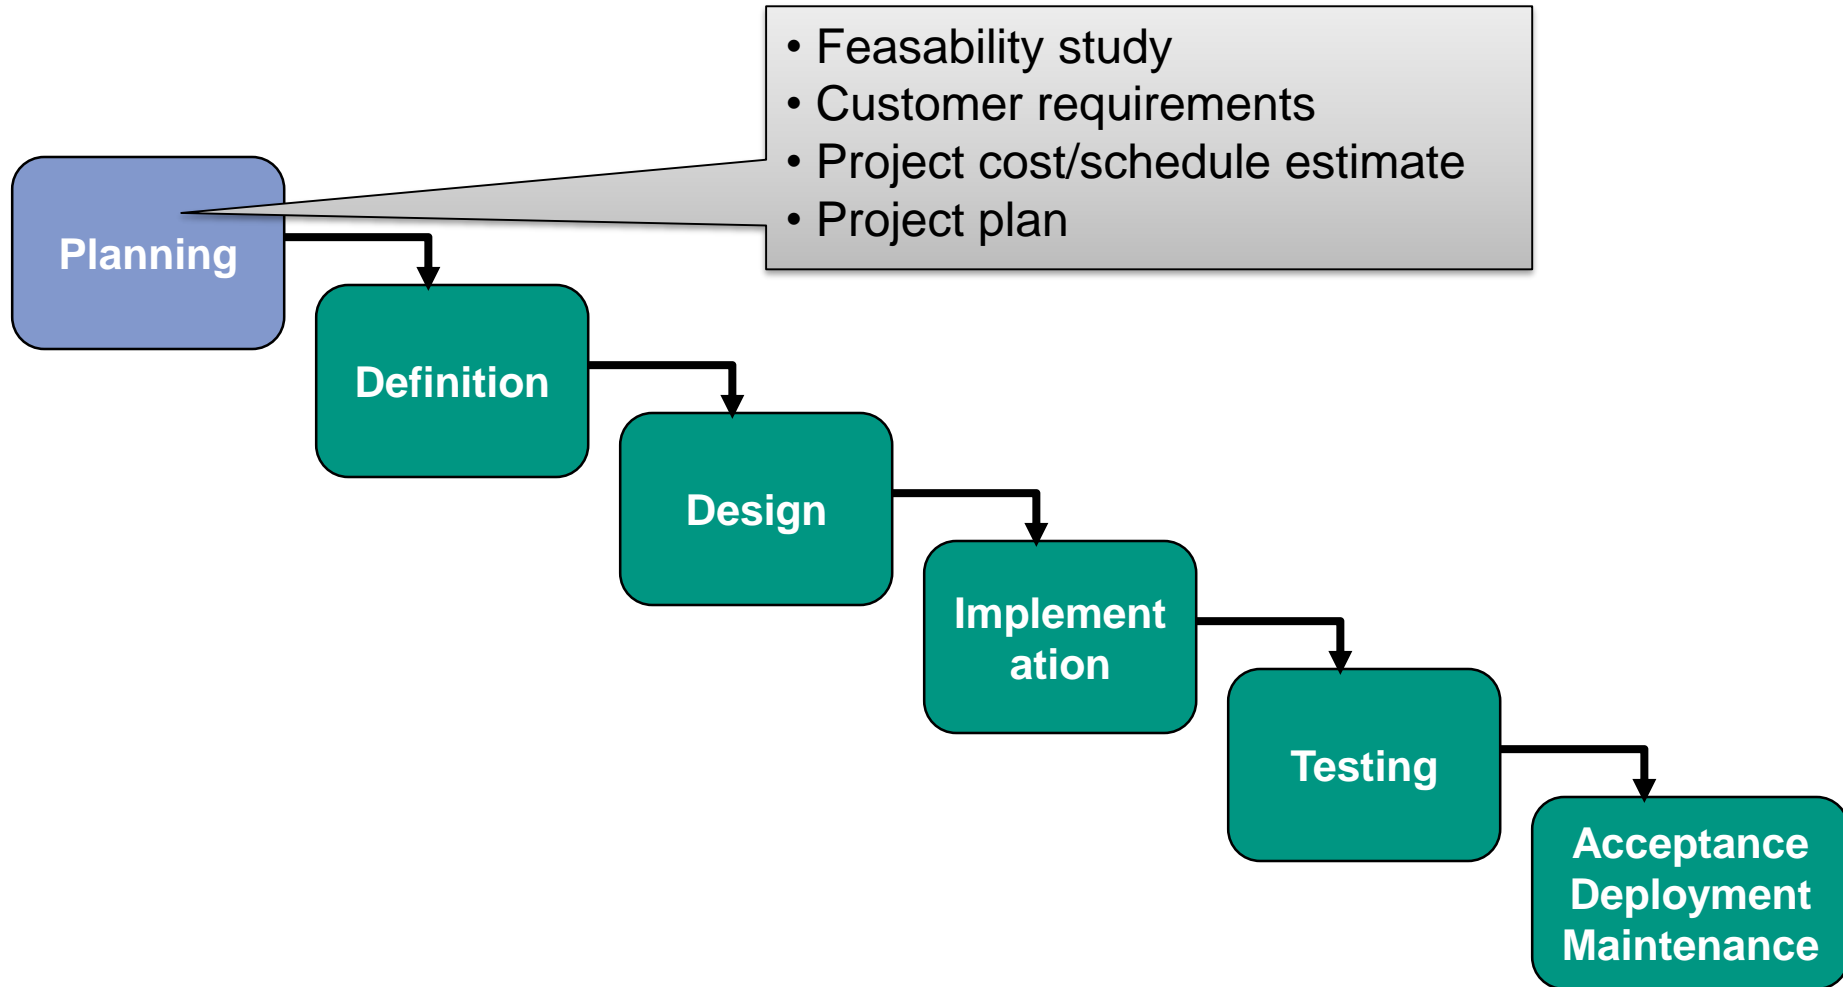 • Feasability study
• Customer requirements
• Project cost/schedule estimate
• Project plan
Planning
Definition
Design
Implement
ation
Testing
Acceptance
Deployment
Maintenance